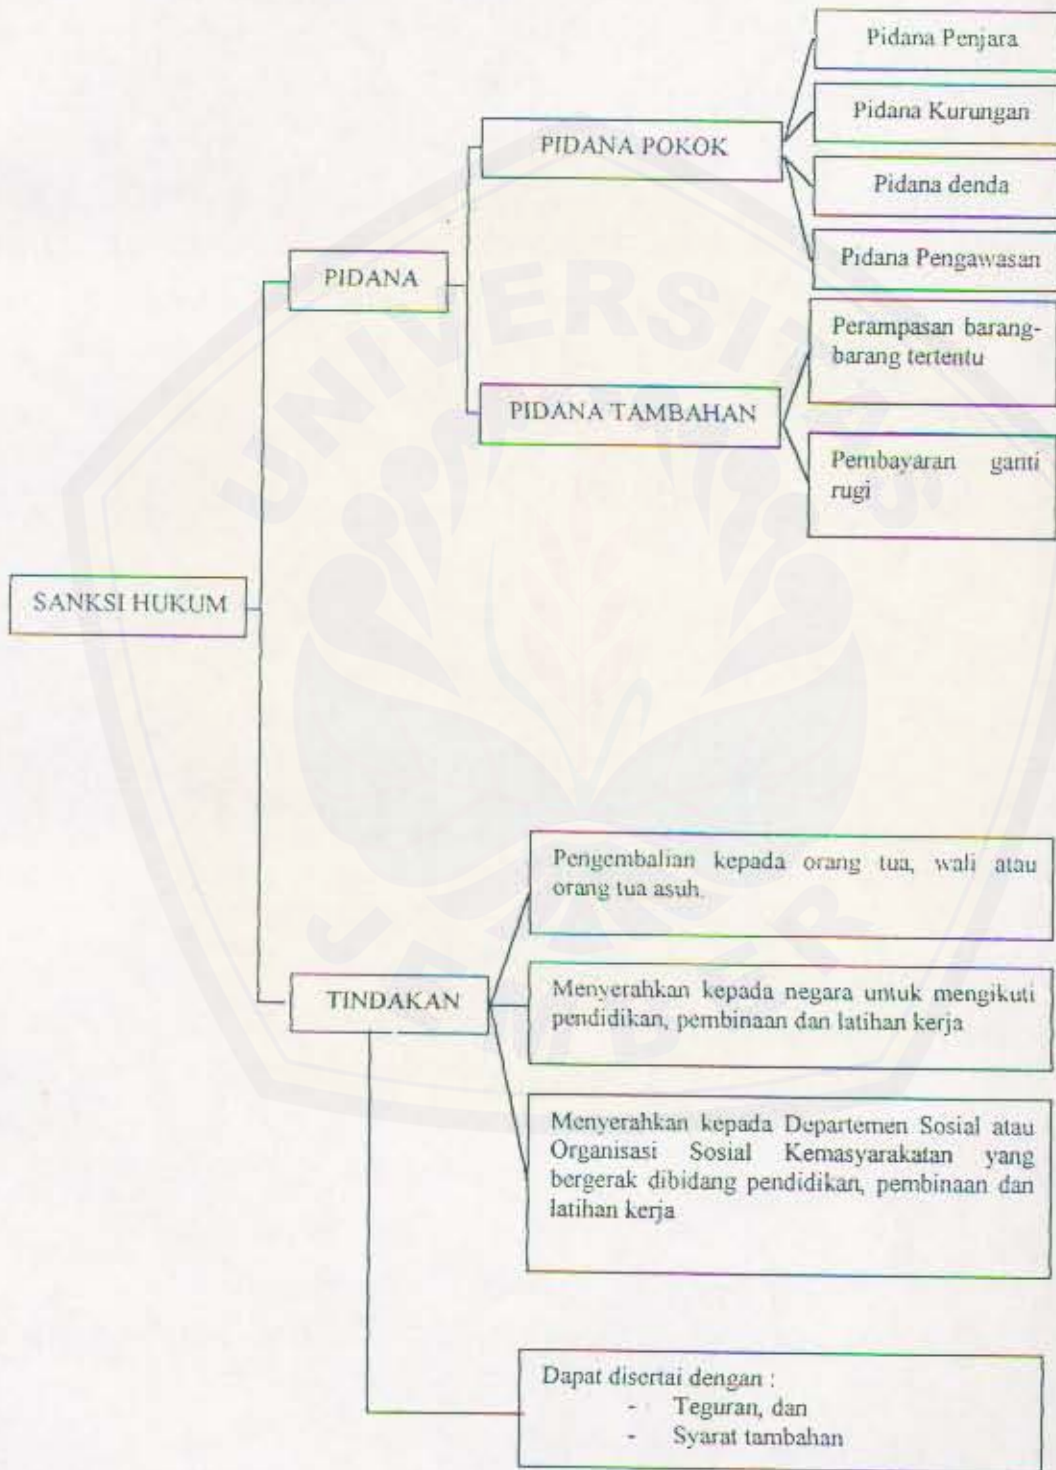 Pidana Penjara
Pidana Kurungan
PIDANA POKOK
Pidana denda
Pidana Pengawasan
PIDANA
Perampasan barang-
barang tertentu
PIDANA TAMBAHAN
Pembayaran ganti
rugi
SANKSI HUKUM
Pengembalian kepada orang tua, wali atau
orang tua asuh.
TINDAKAN
Menyerahkan kepada negara untuk mengikuti
pendidikan, pembinaan dan latihan kerja
Menyerahkan kepada Departemen Sosial atau
Organisasi Sosial Kemasyarakatan yang
bergerak dibidang pendidikan, pembinaan dan
latihan kerja
Dapat disertai dengan :
- Teguran, dan
- Syarat tambahan
UNIVERSITAS
JEMBER